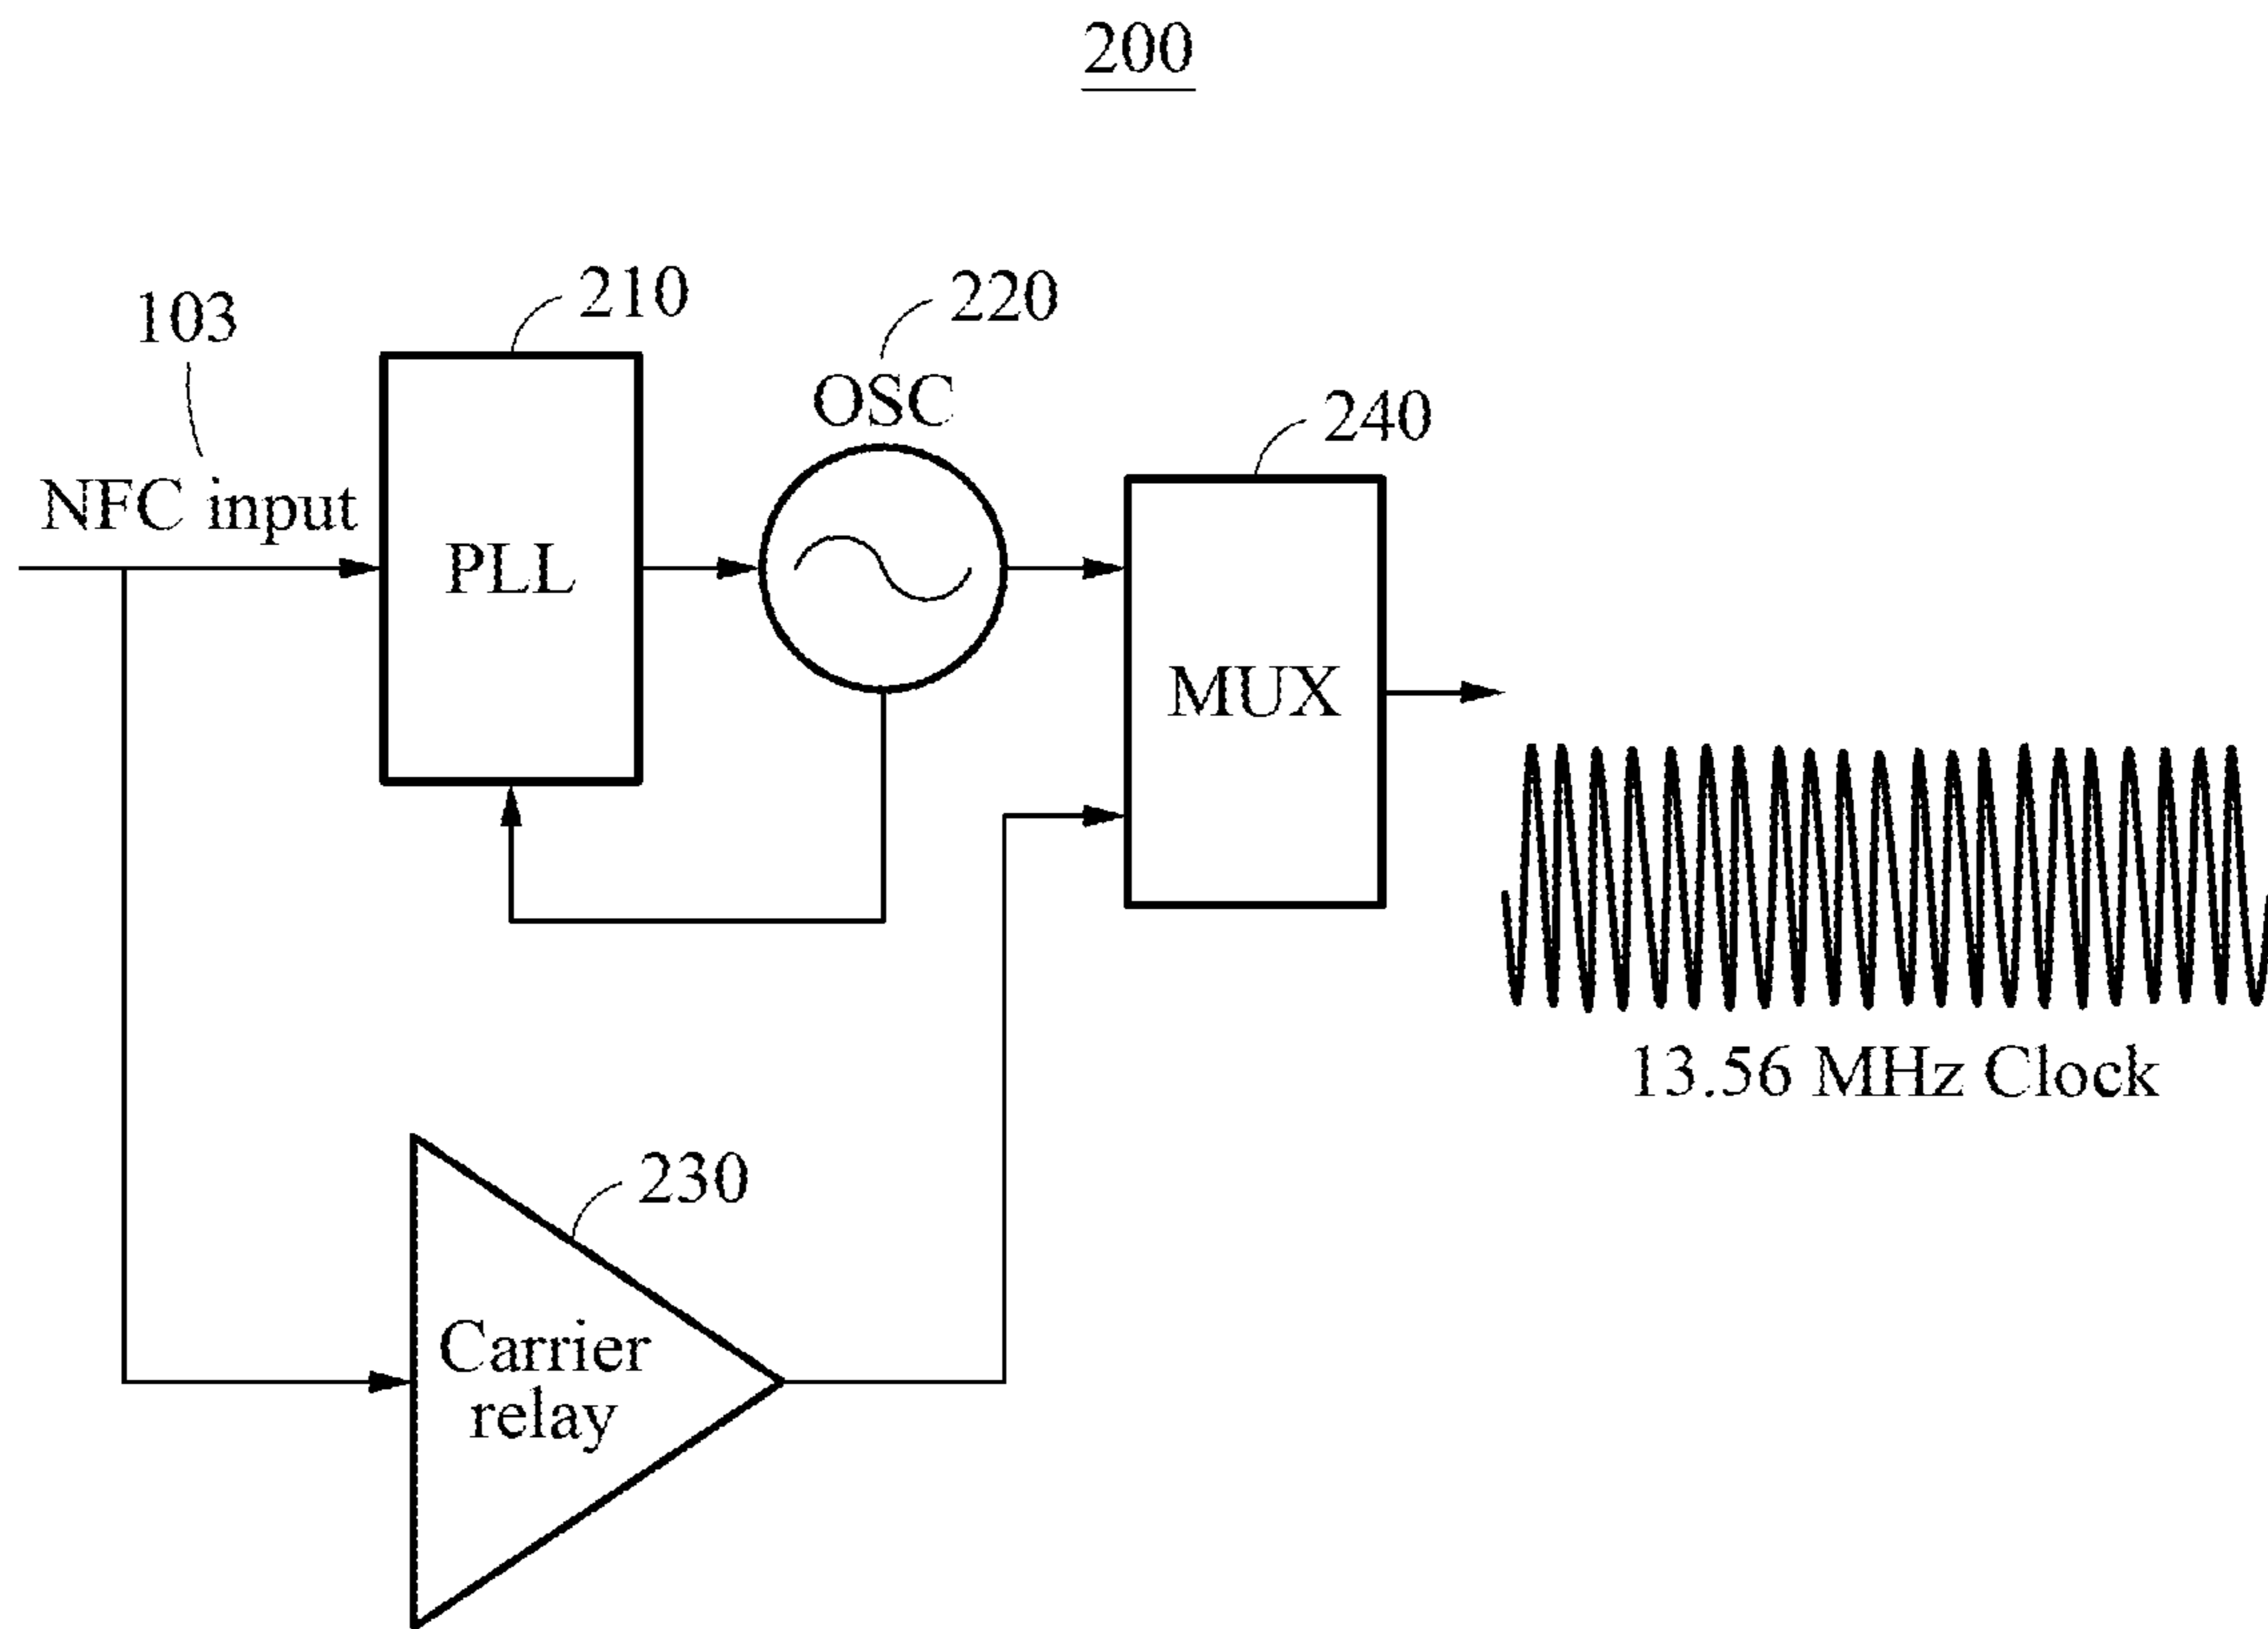 200
103
210
220
OSC
240
NFC input
PLL
MUX
13.56 MHz Clock
230
Carrier
relay